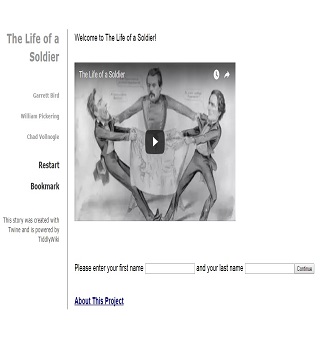 The Life of a
Soldier
Garrett Bird
William Pickering
Chad Vollnogle
Restart
Bookmark
This story was created with
Twine and is powered by
TiddlyWiki
Welcome to The Life of a Soldier!
The Life of a Soldier
Please enter your first name and your last name Continue
About This Project